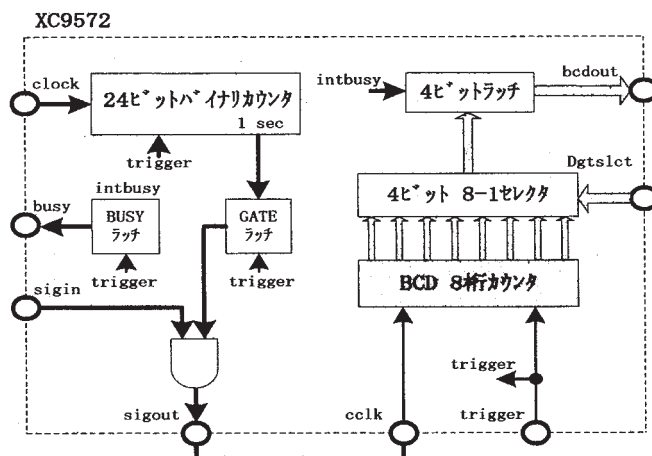 XC9572
clock
24ビットバイナリカウンタ
1 sec
trigger
intbusy
4ビットラッチ
bcdout
Dgtslct
4ビット 8-1セレクタ
busy
intbusy
BUSY
ラッチ
trigger
GATE
ラッチ
trigger
BCD 8桁カウンタ
sigin
trigger
sigout
cclk
trigger